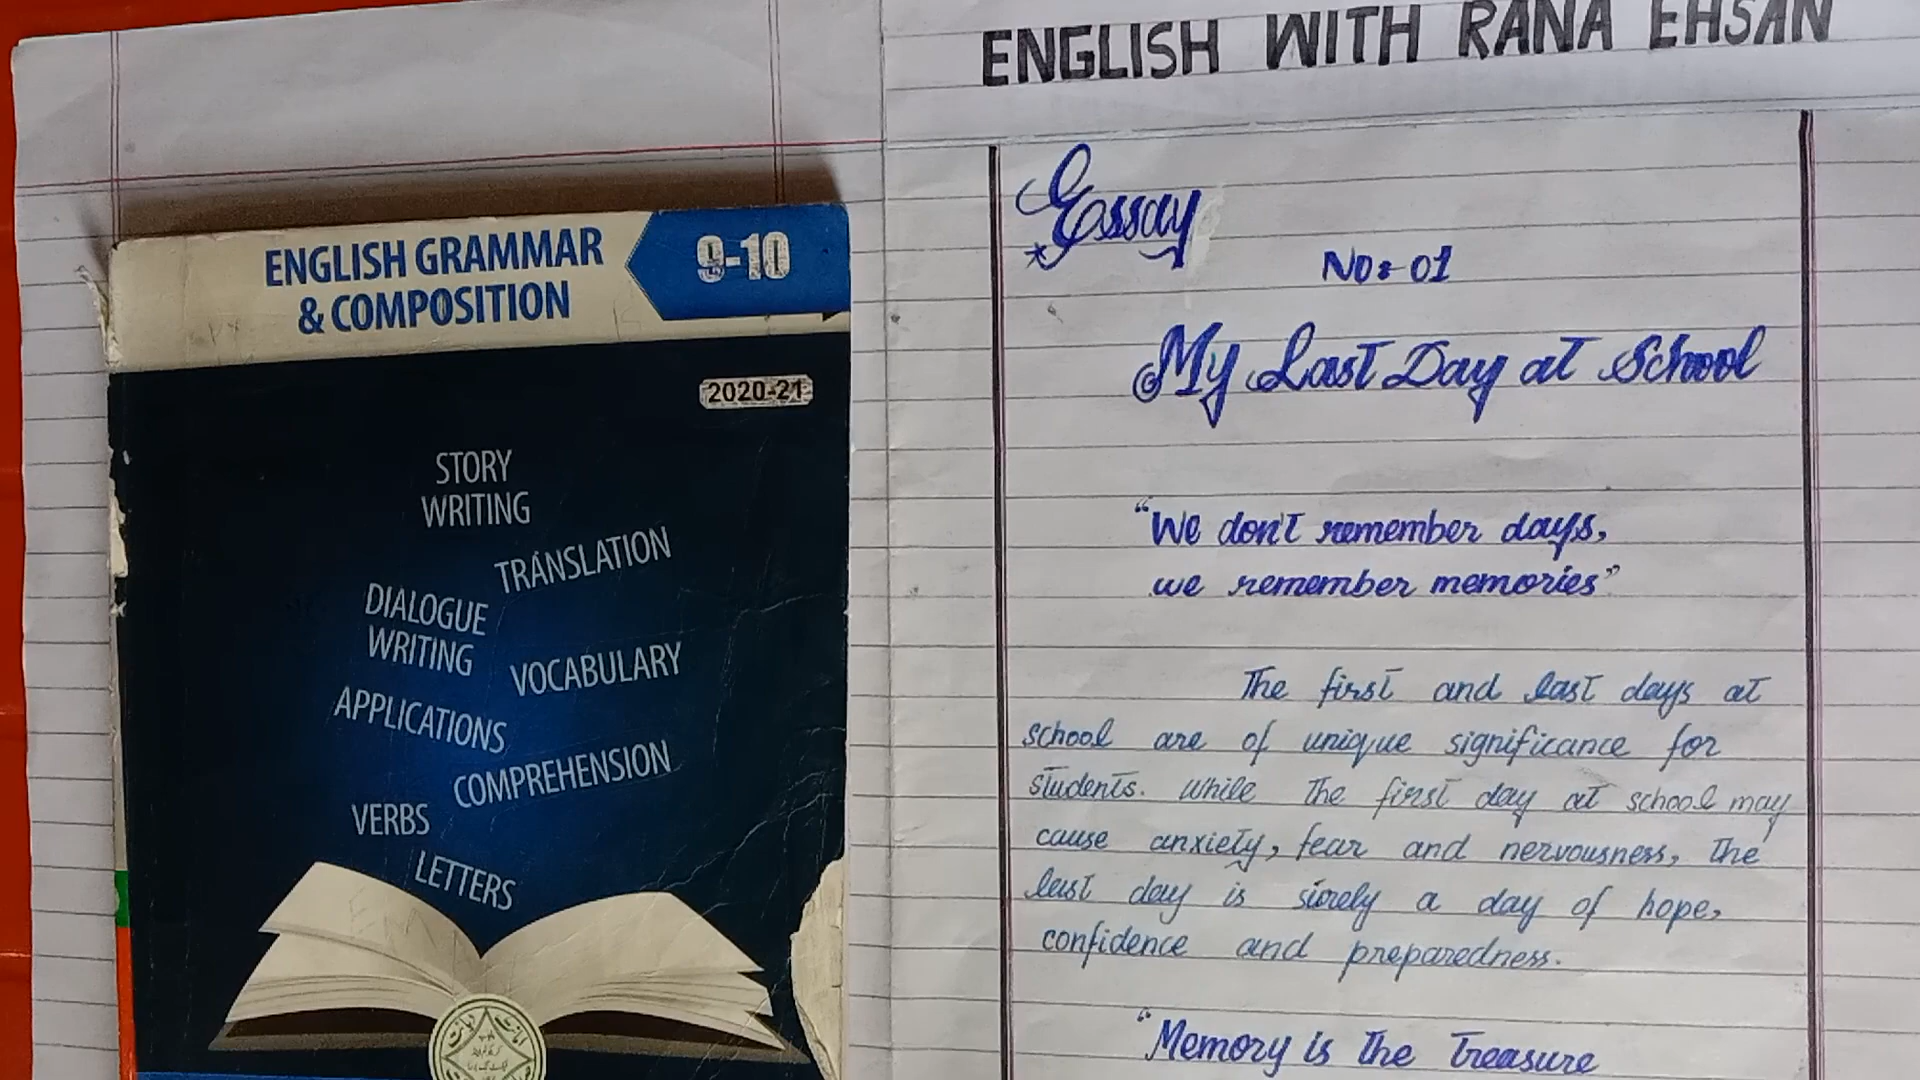 ENGLISH WITH RANA EHSAN
ENGLISH GRAMMAR
& COMPOSITION
9-10
2020-21
STORY
WRITING
TRANSLATION
DIALOGUE
WRITING
VOCABULARY
APPLICATIONS
COMPREHENSION
VERBS
LETTERS
Essay
No: 01
My Last Day at School
"We don't remember days,
we remember memories"
The first and last days at
school are of unique significance for
students. While the first day at school may
cause anxiety, fear and nervousness, the
last day is surely a day of hope,
confidence and preparedness.
"Memory is the treasure